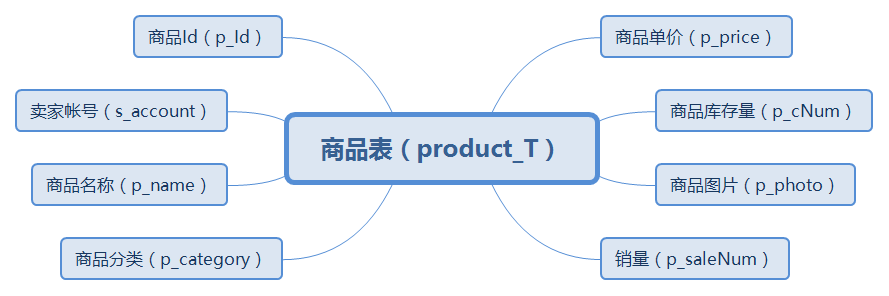 商品Id（p_Id）
卖家帐号（s_account）
商品名称（p_name）
商品分类（p_category）
商品表（product_T）
商品单价（p_price）
商品库存量（p_cNum）
商品图片（p_photo）
销量（p_saleNum）